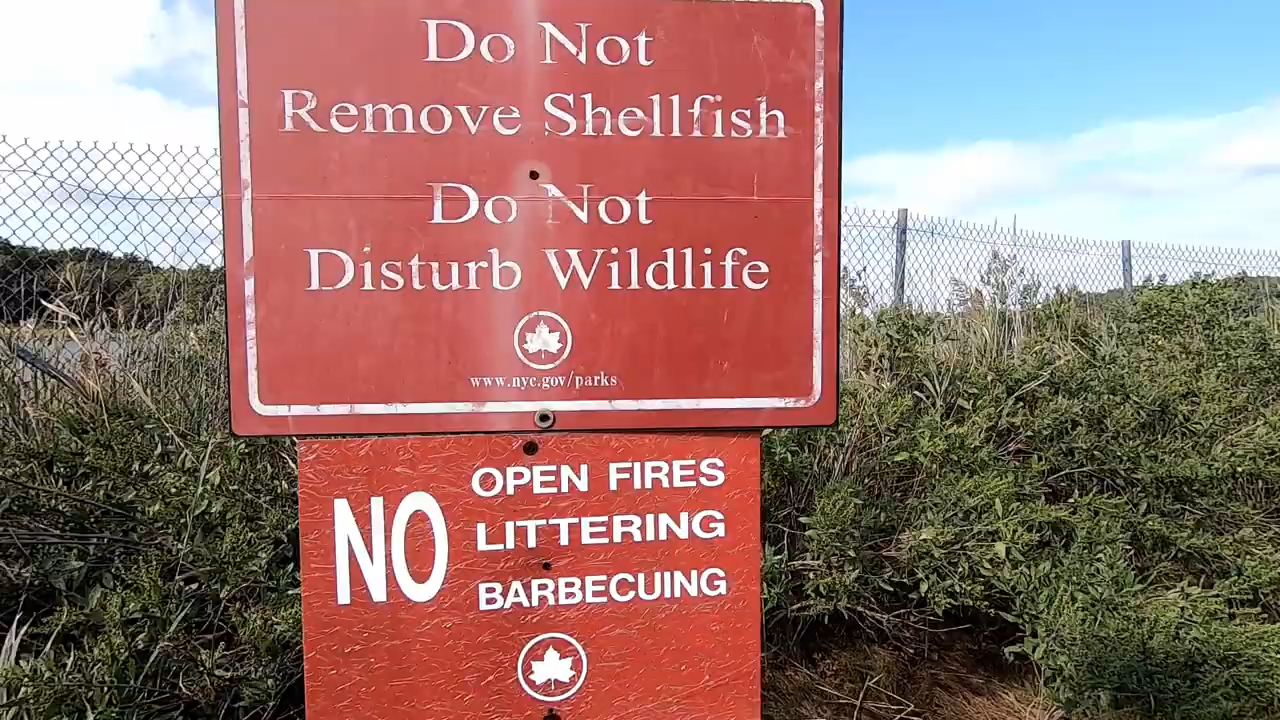 Do Not
Remove Shellfish
Do Not
Disturb Wildlife
www.nyc.gov/parks
NO
OPEN FIRES
LITTERING
BARBECUING